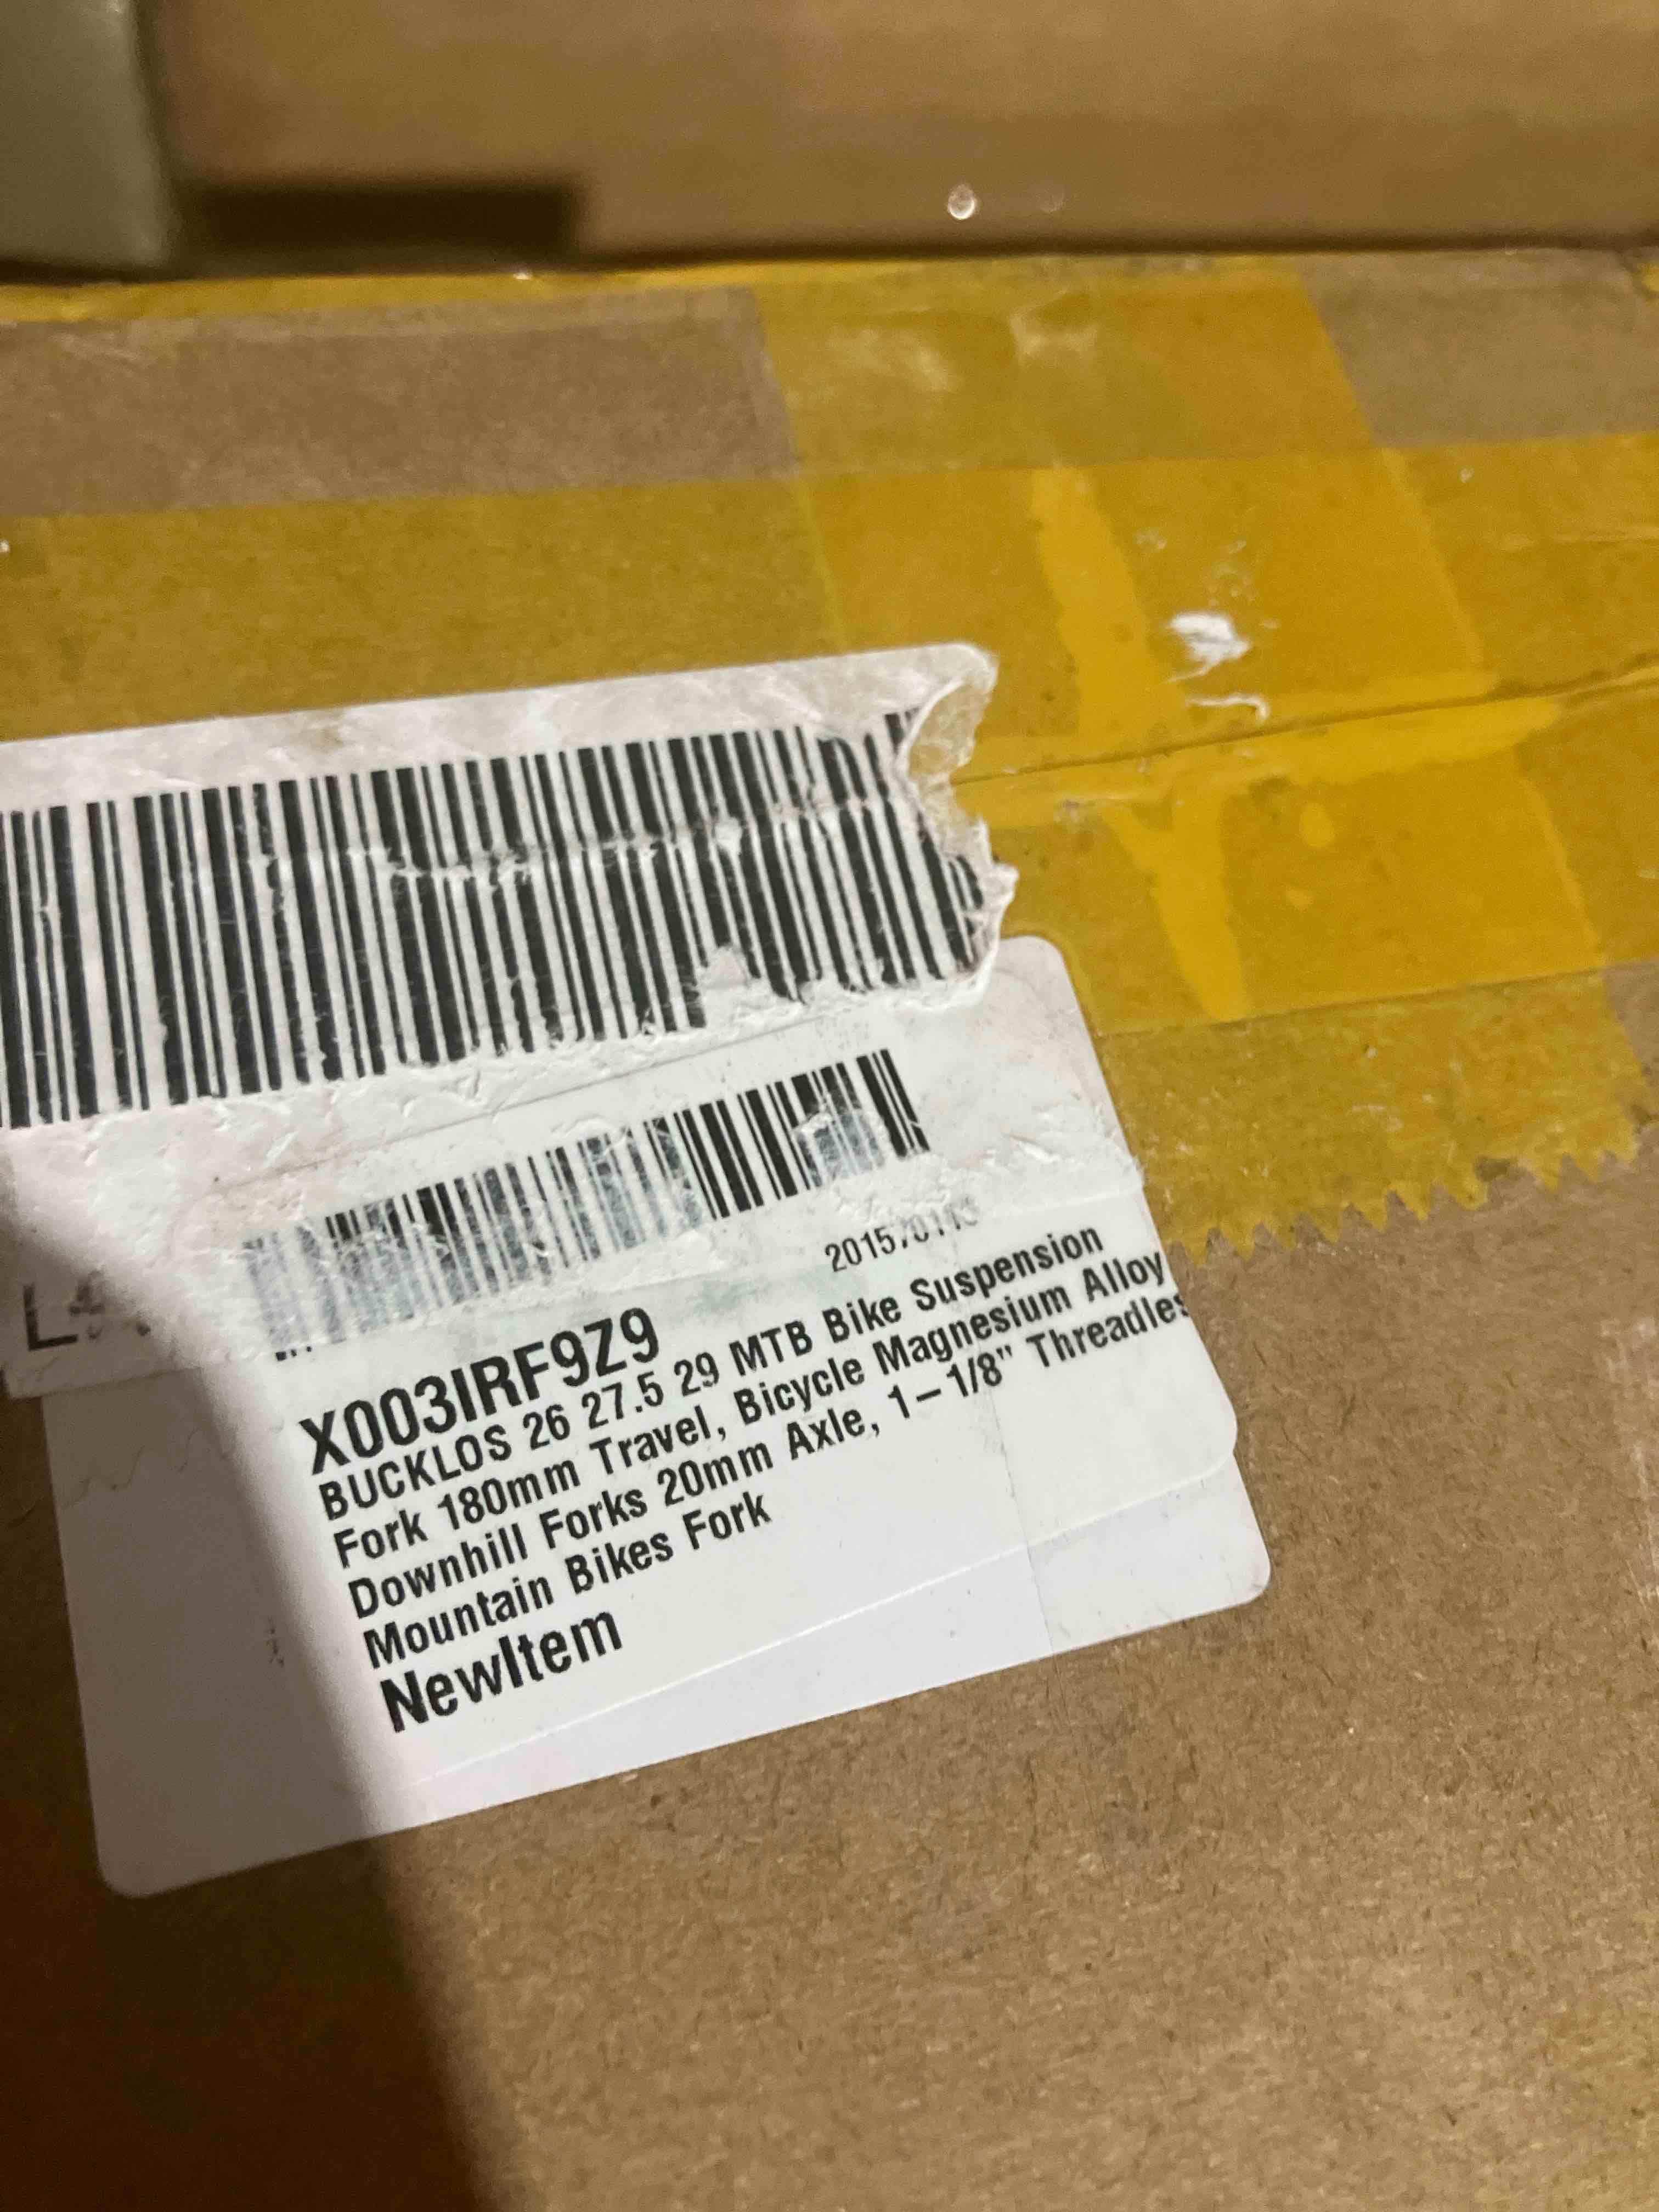 X003IRF9Z9
BUCKLOS 26 27.5 29 MTB Bike Suspension
Fork 180mm Travel, Bicycle Magnesium Alloy
Downhill Forks 20mm Axle, 1-1/8" Threadles
Mountain Bikes Fork
NewItem